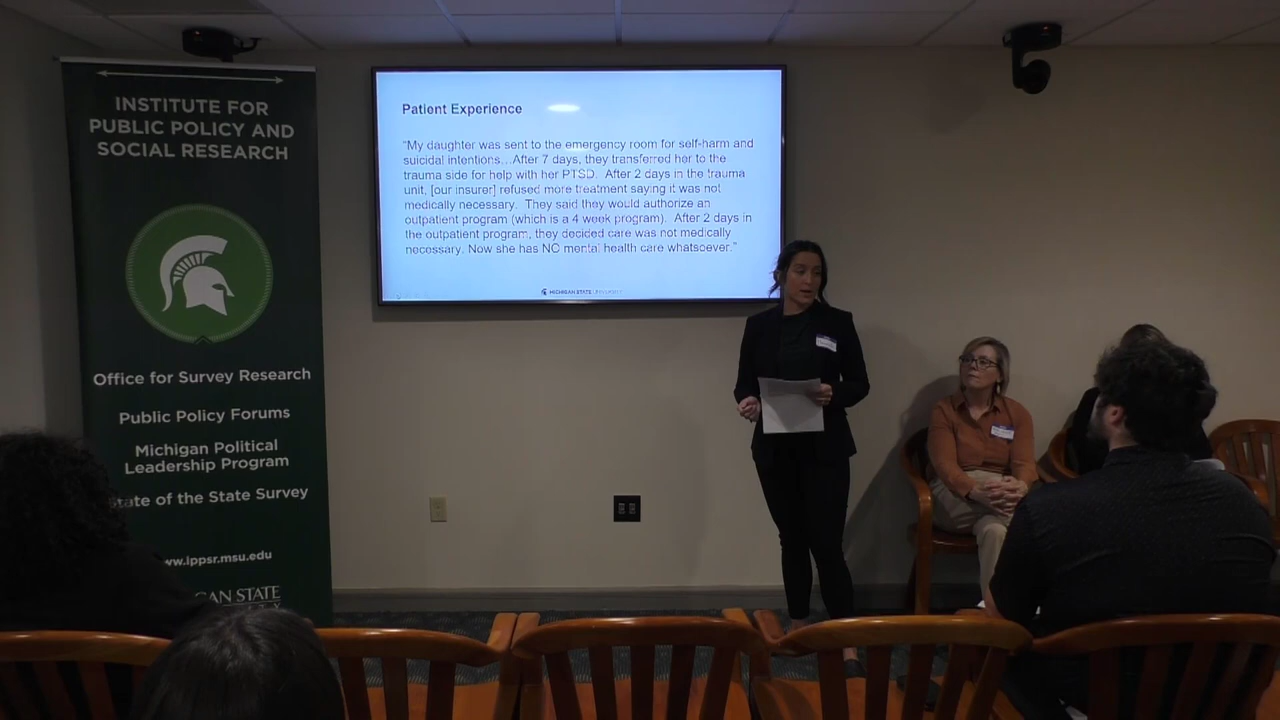 INSTITUTE FOR
PUBLIC POLICY AND
SOCIAL RESEARCH
Office for Survey Research
Public Policy Forums
Michigan Political
Leadership Program
ate of the State Survey
www.ippsr.msu.edu
GAN STATE
Patient Experience
"My daughter was sent to the emergency room for self-harm and
suicidal intentions...After 7 days, they transferred her to the
trauma side for help with her PTSD. After 2 days in the trauma
unit, [our insurer] refused more treatment saying it was not
medically necessary. They said they would authorize an
outpatient program (which is a 4 week program). After 2 days in
the outpatient program, they decided care was not medically
necessary. Now she has NO mental health care whatsoever."
MICHIGAN STATE UNIVERSITY